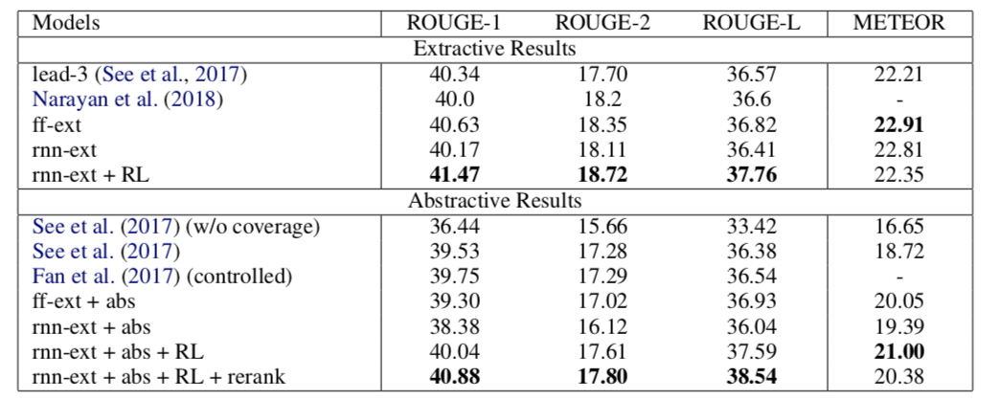 Models ROUGE-1 ROUGE-2 ROUGE-L METEOR
Extractive Results
lead-3 (See et al., 2017) 40.34 17.70 36.57 22.21
Narayan et al. (2018) 40.0 18.2 36.6 -
ff-ext 40.63 18.35 36.82 22.91
rnn-ext 40.17 18.11 36.41 22.81
rnn-ext + RL 41.47 18.72 37.76 22.35
Abstractive Results
See et al. (2017) (w/o coverage) 36.44 15.66 33.42 16.65
See et al. (2017) 39.53 17.28 36.38 18.72
Fan et al. (2017) (controlled) 39.75 17.29 36.54 -
ff-ext + abs 39.30 17.02 36.93 20.05
rnn-ext + abs 38.38 16.12 36.04 19.39
rnn-ext + abs + RL 40.04 17.61 37.59 21.00
rnn-ext + abs + RL + rerank 40.88 17.80 38.54 20.38